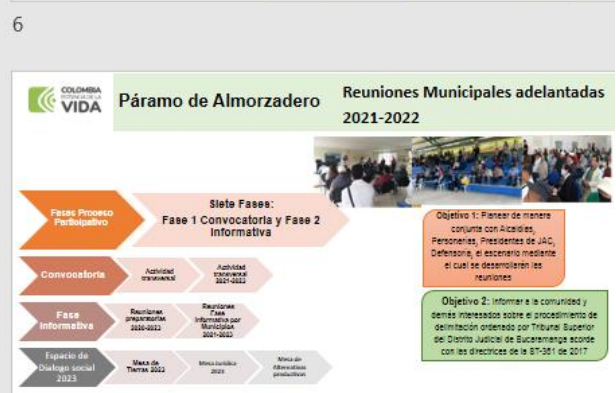 6
COLOMBIA
POTENCIA DE LA
VIDA
Páramo de Almorzadero
Reuniones Municipales adelantadas
2021-2022
Fases Proceso
Participativo
Siete Fases:
Fase 1 Convocatoria y Fase 2
Informativa
Convocatoria
Actividad
transversal
Actividad
transversal
2021-2023
Fase
Informativa
Reuniones
preparatorias
2020-2023
Reuniones
Fase
Informativa por
Municipios
2021-2023
Espacio de
Dialogo social
2023
Mesa de
Tierras 2023
Mesa Jurídica
2023
Mesa de
Alternativas
productivas
Objetivo 1: Planear de manera
conjunta con Alcaldías,
Personerías, Presidentes de JAC,
Defensoría, el escenario mediante
el cual se desarrollarán las
reuniones
Objetivo 2: Informar a la comunidad y
demás interesados sobre el procedimiento de
delimitación ordenado por Tribunal Superior
del Distrito Judicial de Bucaramanga acorde
con las directrices de la ST-361 de 2017